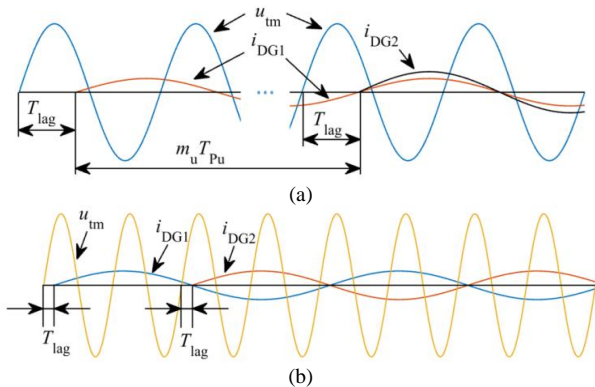 u_tm
i_DG1
i_DG2
...
T_lag
T_lag
m_u T_Pu
(a)
u_tm
i_DG1
i_DG2
T_lag
T_lag
(b)